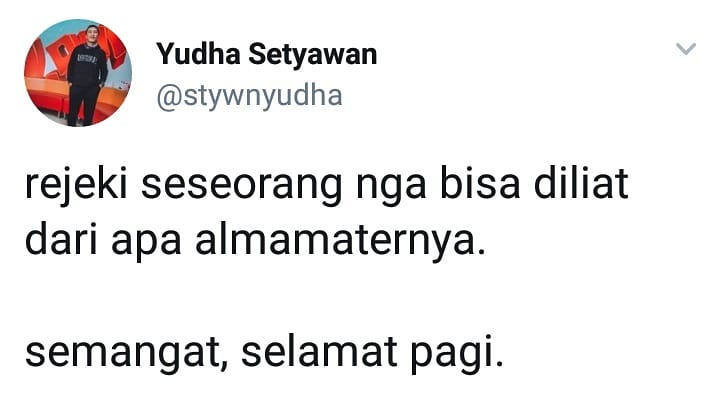 Yudha Setyawan
@stywnyudha
rejeki seseorang nga bisa diliat
dari apa almamaternya.
semangat, selamat pagi.